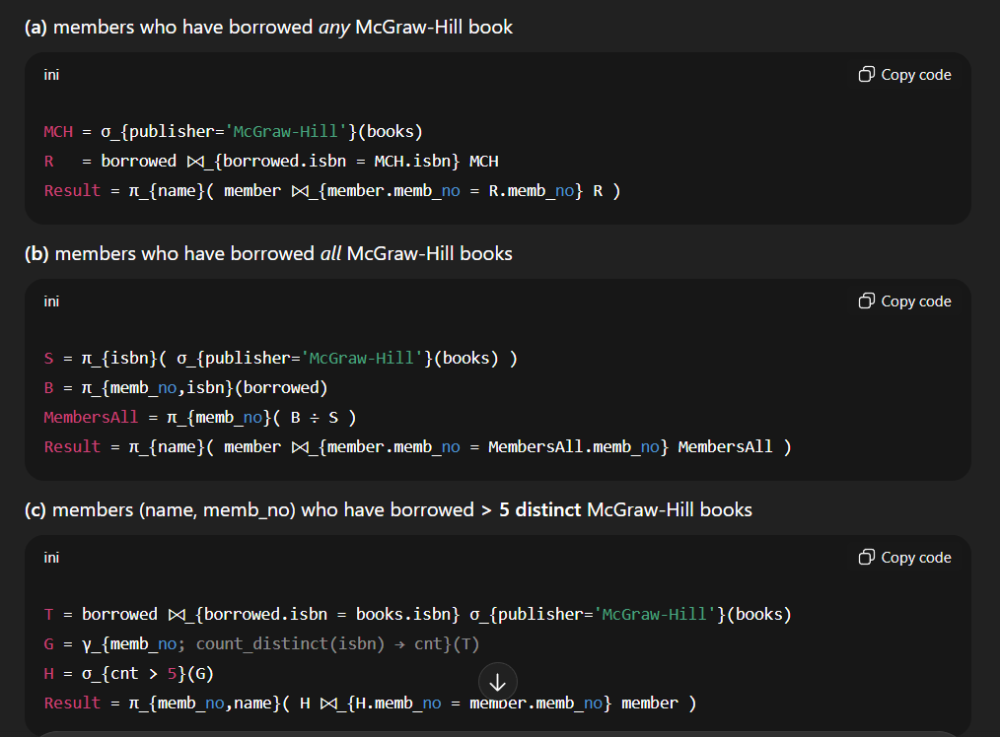 (a) members who have borrowed any McGraw-Hill book
ini
Copy code
MCH = σ_{publisher='McGraw-Hill'}(books)
R   = borrowed ⋈_{borrowed.isbn = MCH.isbn} MCH
Result = π_{name}( member ⋈_{member.memb_no = R.memb_no} R )
(b) members who have borrowed all McGraw-Hill books
ini
Copy code
S = π_{isbn}( σ_{publisher='McGraw-Hill'}(books) )
B = π_{memb_no,isbn}(borrowed)
MembersAll = π_{memb_no}( B ÷ S )
Result = π_{name}( member ⋈_{member.memb_no = MembersAll.memb_no} MembersAll )
(c) members (name, memb_no) who have borrowed > 5 distinct McGraw-Hill books
ini
Copy code
T = borrowed ⋈_{borrowed.isbn = books.isbn} σ_{publisher='McGraw-Hill'}(books)
G = γ_{memb_no; count_distinct(isbn) → cnt}(T)
H = σ_{cnt > 5}(G)
Result = π_{memb_no,name}( H ⋈_{H.memb_no = member.memb_no} member )